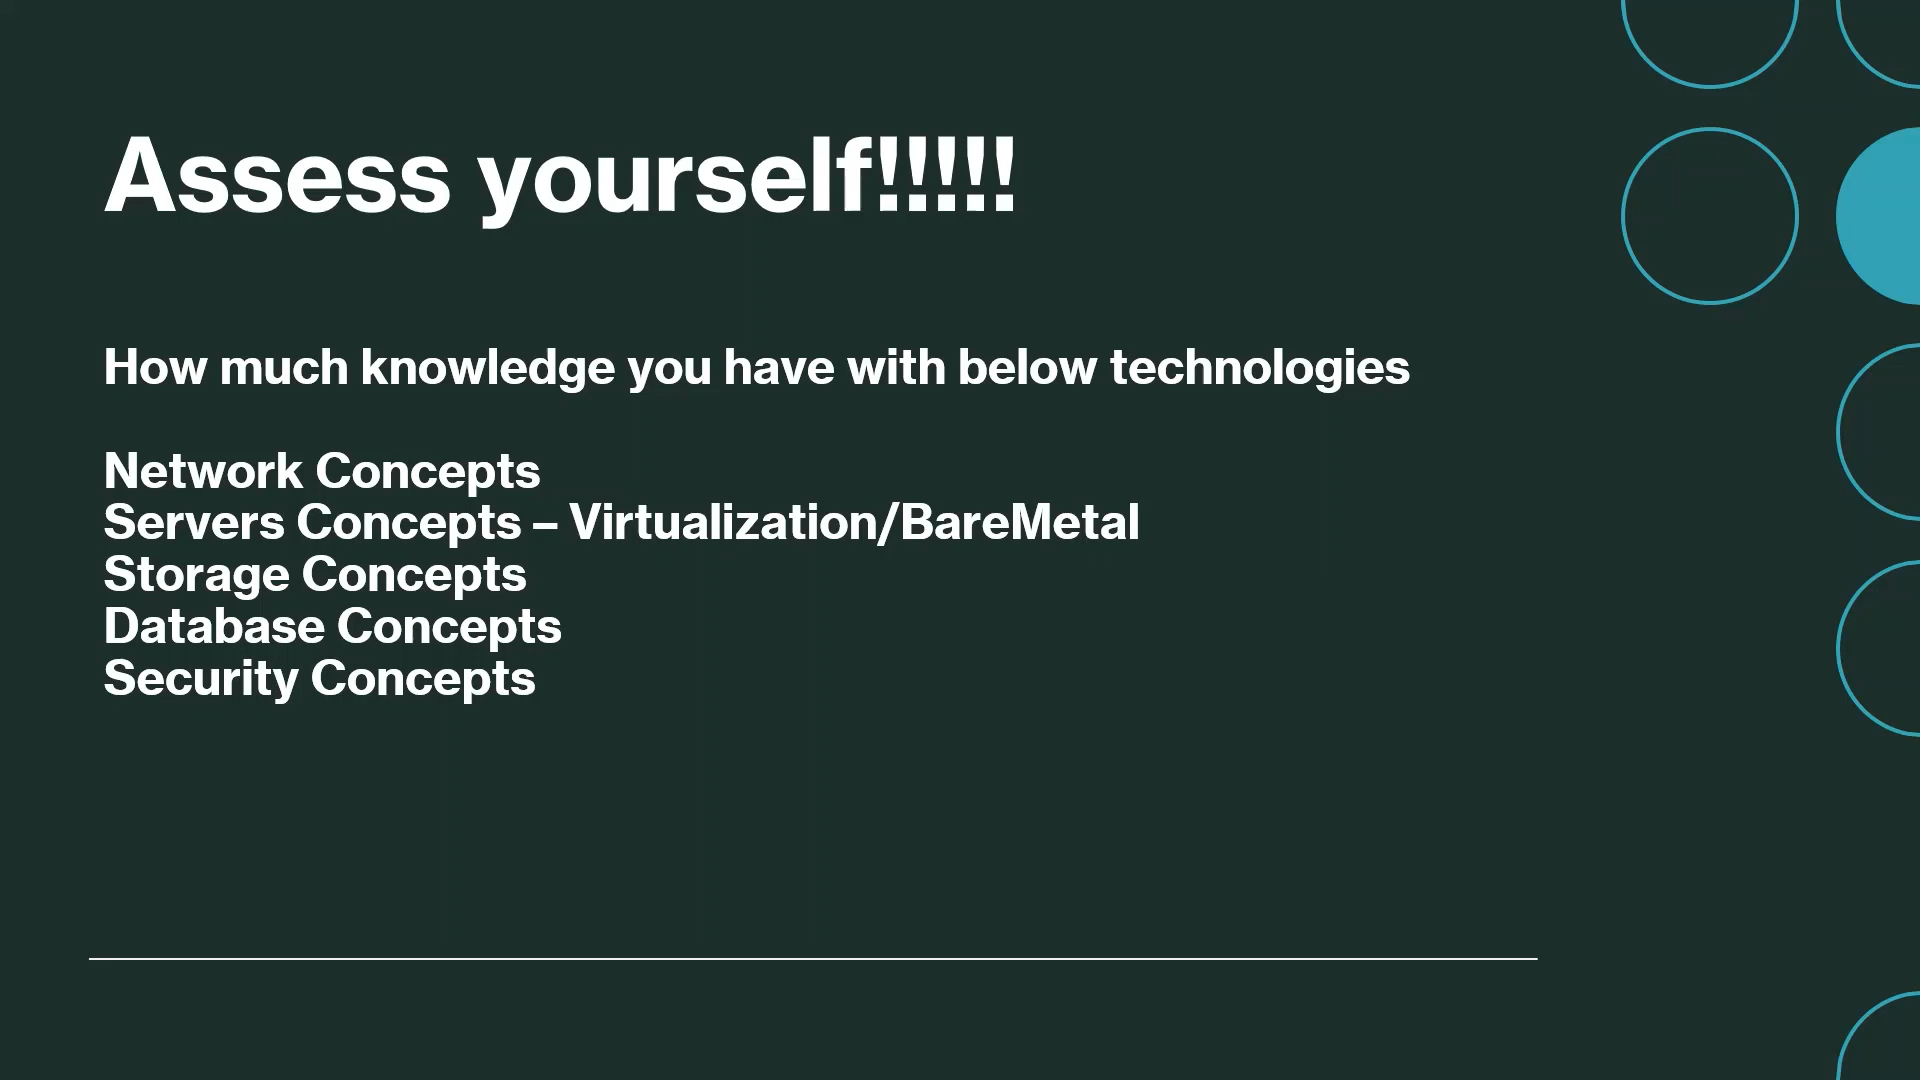 Assess yourself!!!!!
How much knowledge you have with below technologies
Network Concepts
Servers Concepts – Virtualization/BareMetal
Storage Concepts
Database Concepts
Security Concepts